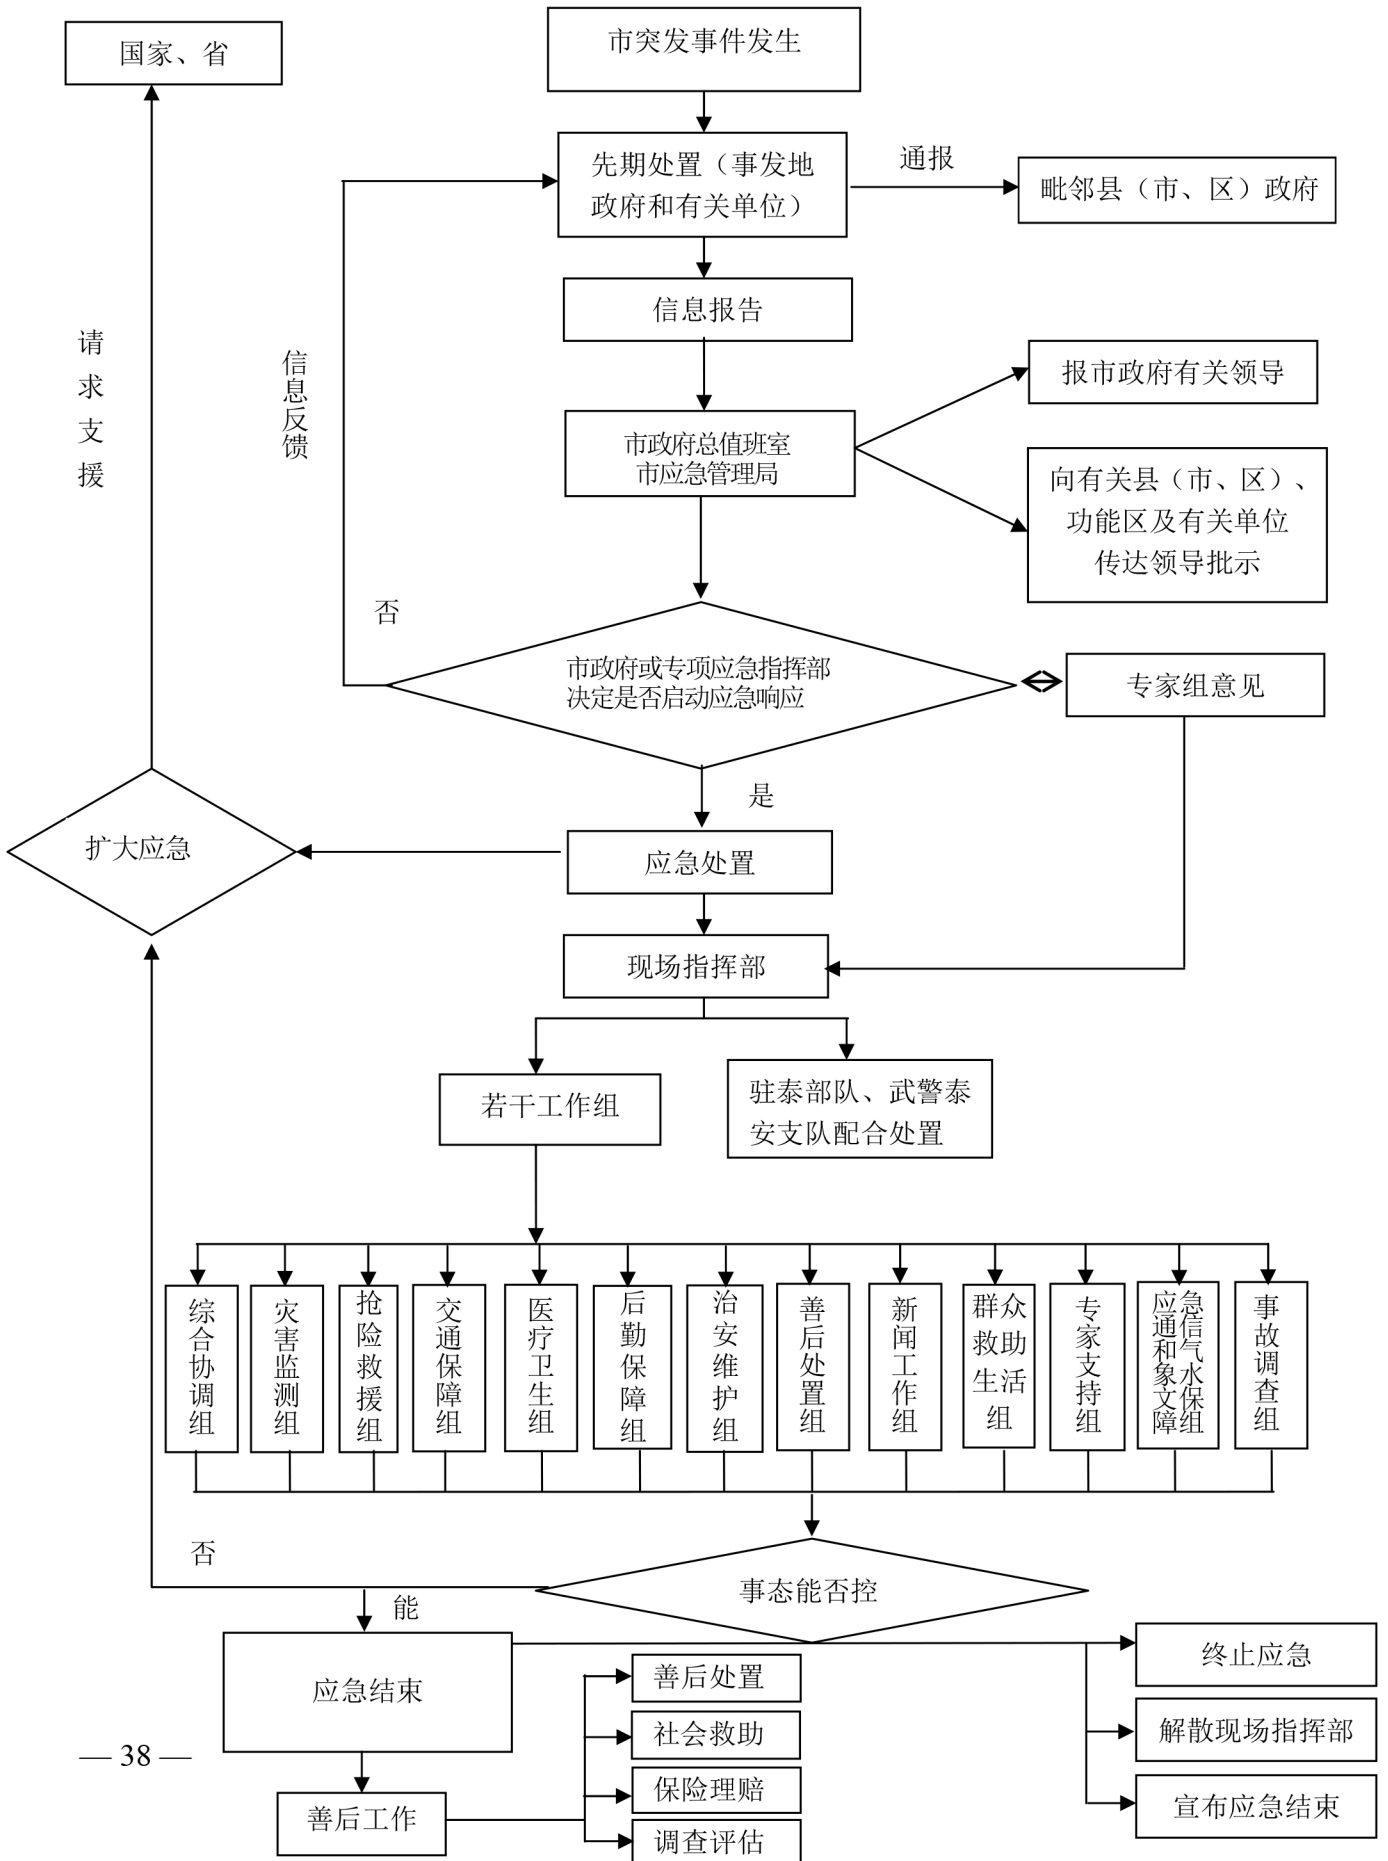 国家、省
市突发事件发生
先期处置（事发地
政府和有关单位）
通报
毗邻县（市、区）政府
信息报告
请求支援
信息反馈
报市政府有关领导
市政府总值班室
市应急管理局
向有关县（市、区）、
功能区及有关单位
传达领导批示
否
市政府或专项应急指挥部
决定是否启动应急响应
专家组意见
是
扩大应急
应急处置
现场指挥部
若干工作组
驻泰部队、武警泰
安支队配合处置
综合协调组
灾害监测组
抢险救援组
交通保障组
医疗卫生组
后勤保障组
治安维护组
善后处置组
新闻工作组
群众
救助
生活
组
专家支持组
应急
通信
和气
象水
文保
障组
事故调查组
否
事态能否控
能
应急结束
终止应急
善后处置
解散现场指挥部
社会救助
— 38 —
保险理赔
宣布应急结束
善后工作
调查评估